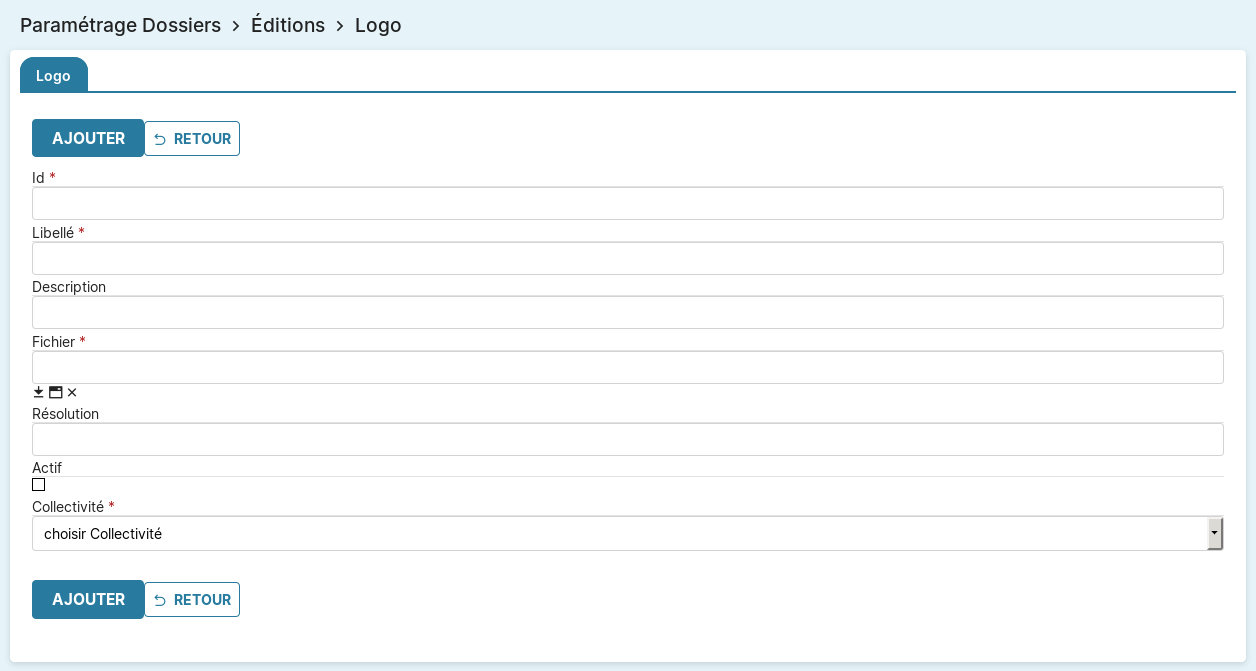 Paramétrage Dossiers > Éditions > Logo
Logo
AJOUTER RETOUR
Id *
Libellé *
Description
Fichier *
Résolution
Actif
Collectivité *
choisir Collectivité
AJOUTER RETOUR